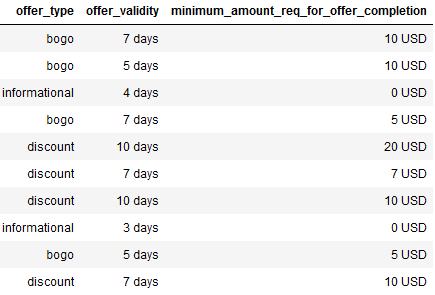 offer_type offer_validity minimum_amount_req_for_offer_completion
bogo 7 days 10 USD
bogo 5 days 10 USD
informational 4 days 0 USD
bogo 7 days 5 USD
discount 10 days 20 USD
discount 7 days 7 USD
discount 10 days 10 USD
informational 3 days 0 USD
bogo 5 days 5 USD
discount 7 days 10 USD